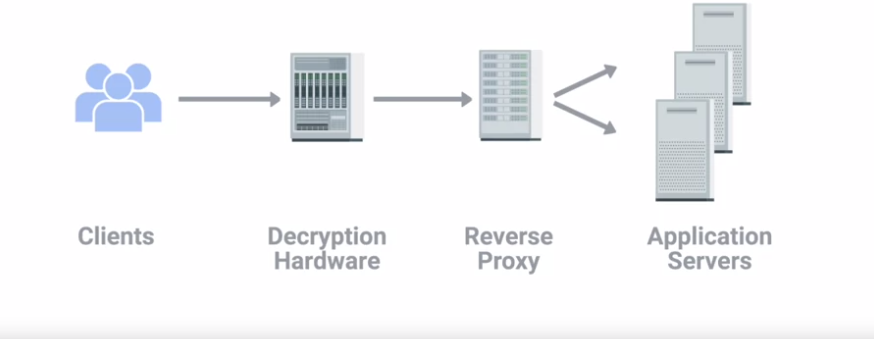 Clients
Decryption
Hardware
Reverse
Proxy
Application
Servers